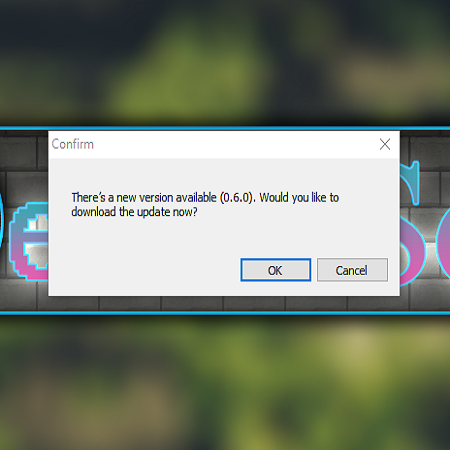 Confirm
There's a new version available (0.6.0). Would you like to
download the update now?
OK
Cancel